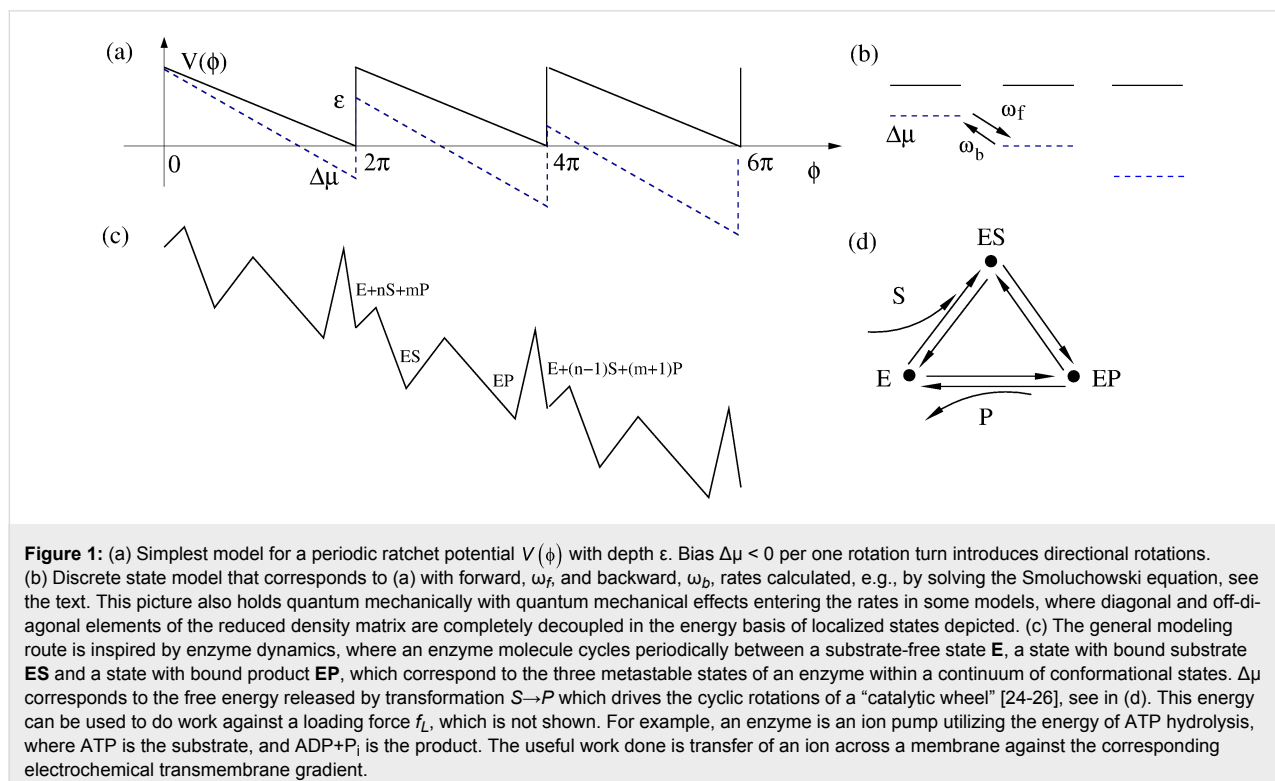 (a)
V(ϕ)
ε
0
2π
4π
6π
Δμ
ϕ
(b)
Δμ
ω_f
ω_b
(c)
E+nS+mP
ES
EP
E+(n−1)S+(m+1)P
(d)
ES
S
E
EP
P
Figure 1: (a) Simplest model for a periodic ratchet potential V(ϕ) with depth ε. Bias Δμ < 0 per one rotation turn introduces directional rotations.
(b) Discrete state model that corresponds to (a) with forward, ω_f, and backward, ω_b, rates calculated, e.g., by solving the Smoluchowski equation, see
the text. This picture also holds quantum mechanically with quantum mechanical effects entering the rates in some models, where diagonal and off-di-
agonal elements of the reduced density matrix are completely decoupled in the energy basis of localized states depicted. (c) The general modeling
route is inspired by enzyme dynamics, where an enzyme molecule cycles periodically between a substrate-free state E, a state with bound substrate
ES and a state with bound product EP, which correspond to the three metastable states of an enzyme within a continuum of conformational states. Δμ
corresponds to the free energy released by transformation S→P which drives the cyclic rotations of a “catalytic wheel” [24-26], see in (d). This energy
can be used to do work against a loading force f_L, which is not shown. For example, an enzyme is an ion pump utilizing the energy of ATP hydrolysis,
where ATP is the substrate, and ADP+P_i is the product. The useful work done is transfer of an ion across a membrane against the corresponding
electrochemical transmembrane gradient.